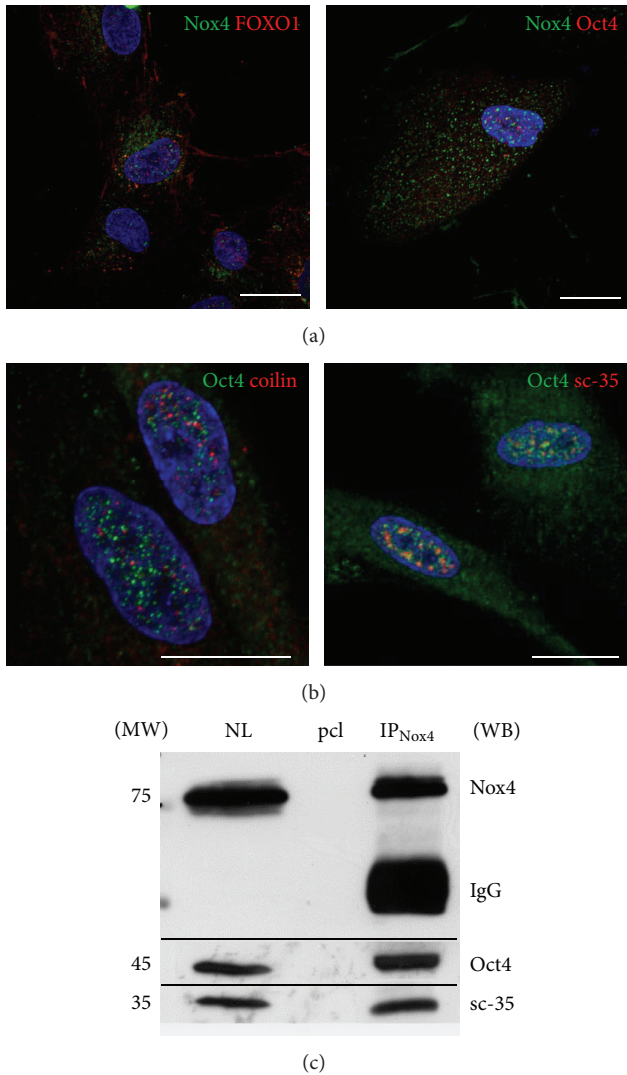 Nox4 FOXO1
Nox4 Oct4
(a)
Oct4 coilin
Oct4 sc-35
(b)
(MW) NL pcl IP_Nox4 (WB)
75 Nox4
IgG
45 Oct4
35 sc-35
(c)